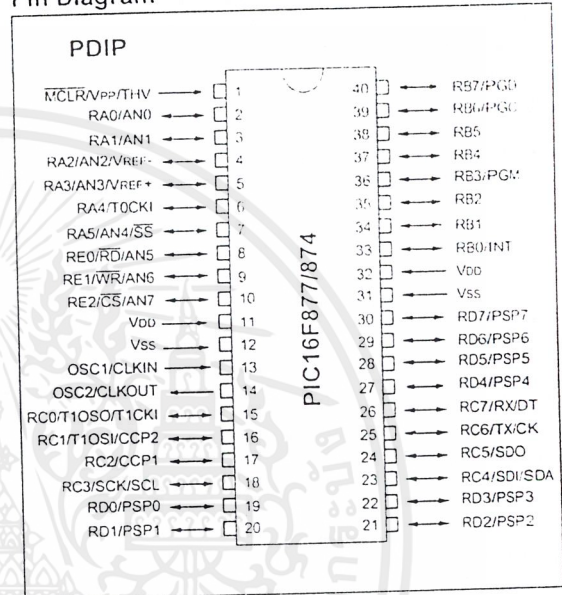 Pin Diagram
PDIP
MCLR/VPP/THV 1
RA0/AN0 2
RA1/AN1 3
RA2/AN2/VREF- 4
RA3/AN3/VREF+ 5
RA4/T0CKI 6
RA5/AN4/SS 7
RE0/RD/AN5 8
RE1/WR/AN6 9
RE2/CS/AN7 10
VDD 11
VSS 12
OSC1/CLKIN 13
OSC2/CLKOUT 14
RC0/T1OSO/T1CKI 15
RC1/T1OSI/CCP2 16
RC2/CCP1 17
RC3/SCK/SCL 18
RD0/PSP0 19
RD1/PSP1 20
PIC16F877/874
40 RB7/PGD
39 RB6/PGC
38 RB5
37 RB4
36 RB3/PGM
35 RB2
34 RB1
33 RB0/INT
32 VDD
31 VSS
30 RD7/PSP7
29 RD6/PSP6
28 RD5/PSP5
27 RD4/PSP4
26 RC7/RX/DT
25 RC6/TX/CK
24 RC5/SDO
23 RC4/SDI/SDA
22 RD3/PSP3
21 RD2/PSP2